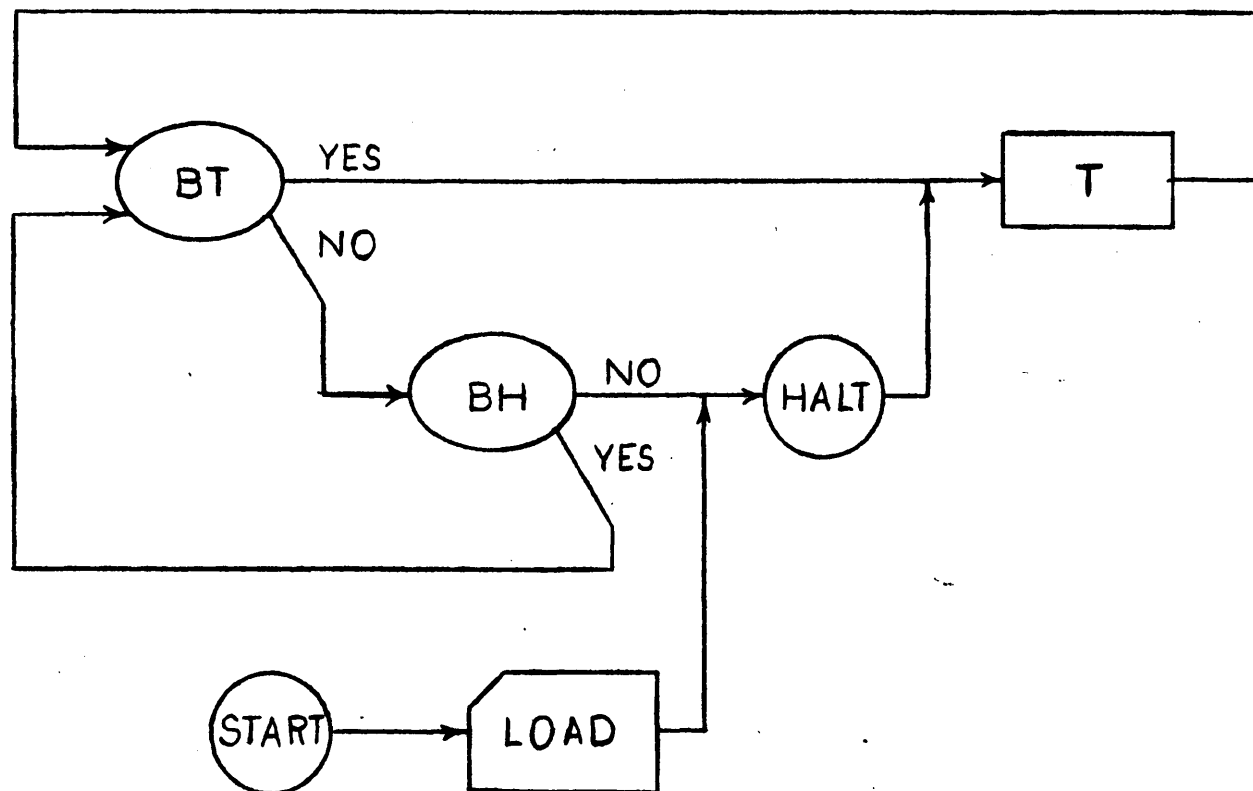 YES
BT
T
NO
NO
BH
HALT
YES
START
LOAD